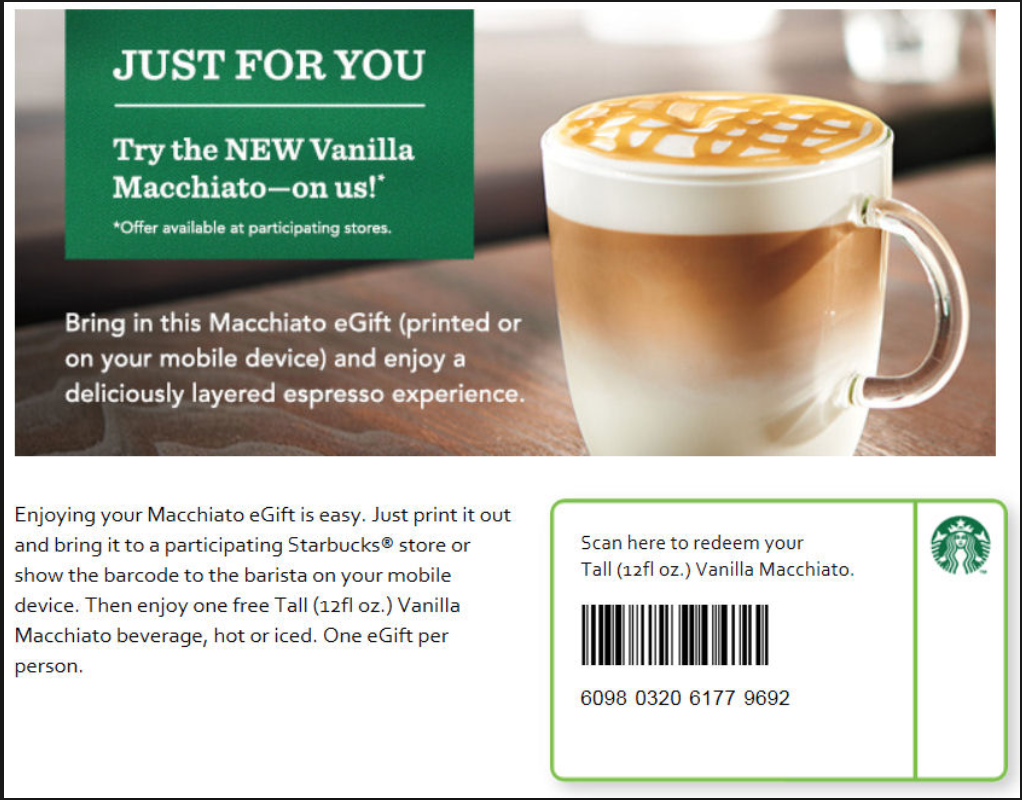 JUST FOR YOU
Try the NEW Vanilla
Macchiato—on us!*
*Offer available at participating stores.
Bring in this Macchiato eGift (printed or
on your mobile device) and enjoy a
deliciously layered espresso experience.
Enjoying your Macchiato eGift is easy. Just print it out
and bring it to a participating Starbucks® store or
show the barcode to the barista on your mobile
device. Then enjoy one free Tall (12fl oz.) Vanilla
Macchiato beverage, hot or iced. One eGift per
person.
Scan here to redeem your
Tall (12fl oz.) Vanilla Macchiato.
6098 0320 6177 9692
TM